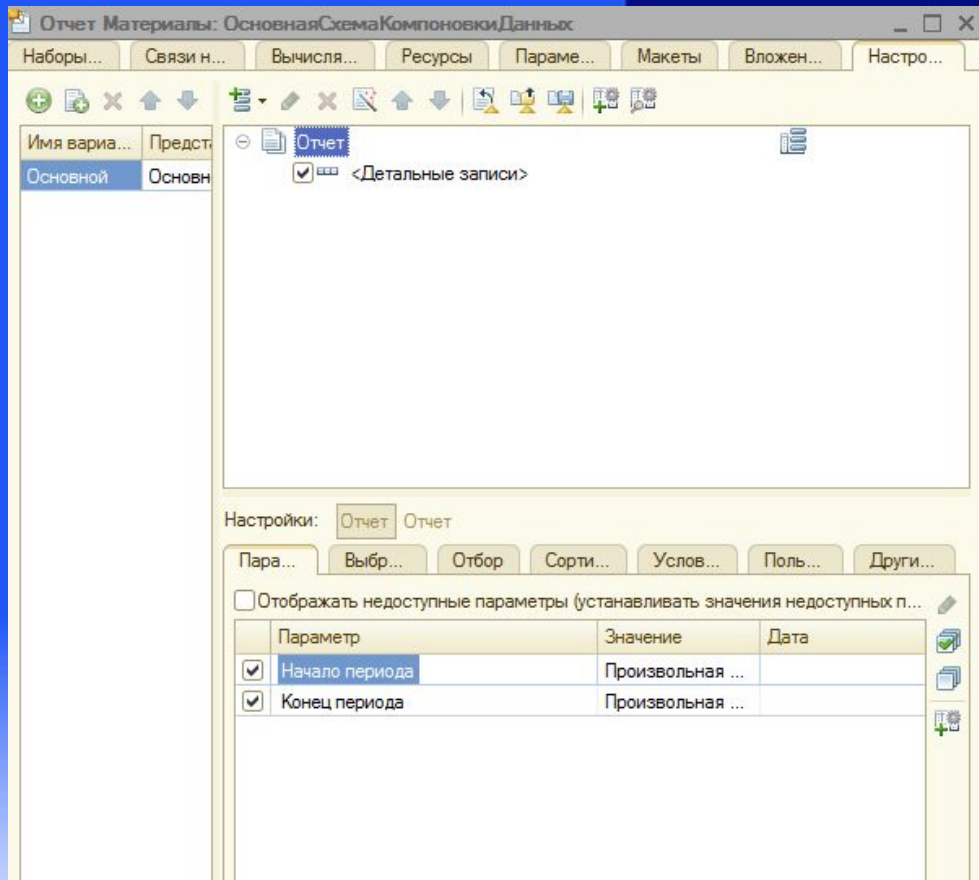 Отчет Материалы: ОсновнаяСхемаКомпоновкиДанных
Наборы... Связи н... Вычисля... Ресурсы Параме... Макеты Вложен... Настро...
Имя вариа... Предст
Основной Основн
Отчет
<Детальные записи>
Настройки: Отчет Отчет
Пара... Выбр... Отбор Сорти... Услов... Поль... Други...
Отображать недоступные параметры (устанавливать значения недоступных п...
Параметр Значение Дата
Начало периода Произвольная ...
Конец периода Произвольная ...